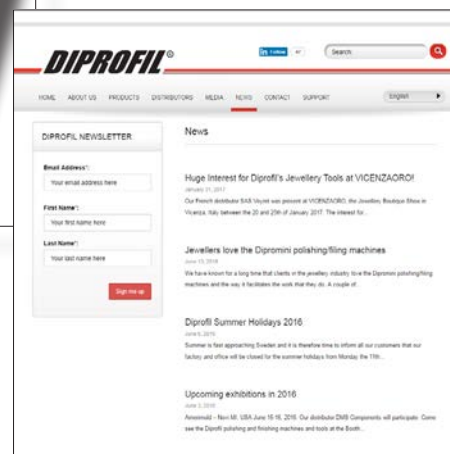 DIPROFIL®
in Follow
Search
HOME ABOUT US PRODUCTS DISTRIBUTORS MEDIA NEWS CONTACT SUPPORT
English
DIPROFIL NEWSLETTER
Email Address*:
Your email address here
First Name*:
Your first name here
Last Name*:
Your last name here
Sign me up
News
Huge Interest for Diprofil's Jewellery Tools at VICENZAORO!
January 31, 2017
Our French distributor SAS Veyret was present at VICENZAORO, the Jewellery Boutique Show in
Vicenza, Italy between the 20 and 25th of January 2017. The interest for...
Jewellers love the Dipromini polishing/filing machines
June 13, 2016
We have known for a long time that clients in the jewellery industry love the Dipromini polishing/filing
machines and the way it facilitates the work that they do. A couple of...
Diprofil Summer Holidays 2016
2016
Summer is fast approaching Sweden and it is therefore time to inform all our customers that our
factory and office will be closed for the summer holidays from Monday the 11th...
Upcoming exhibitions in 2016
2016
Novi MI, USA June 2016. Our distributor DMB Components will participate. Come
see the Diprofil polishing and finishing machines and tools at the Booth...